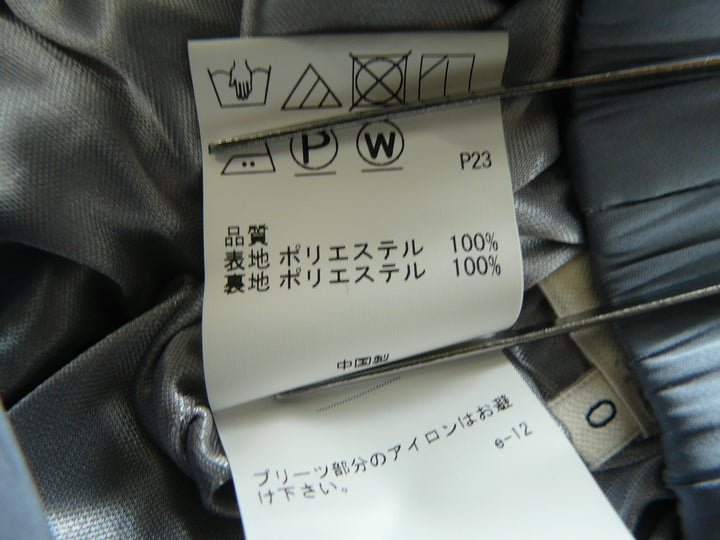 P W P23
品質
表地 ポリエステル 100%
裏地 ポリエステル 100%
中国製
プリーツ部分のアイロンはお避
け下さい。
e-12
0